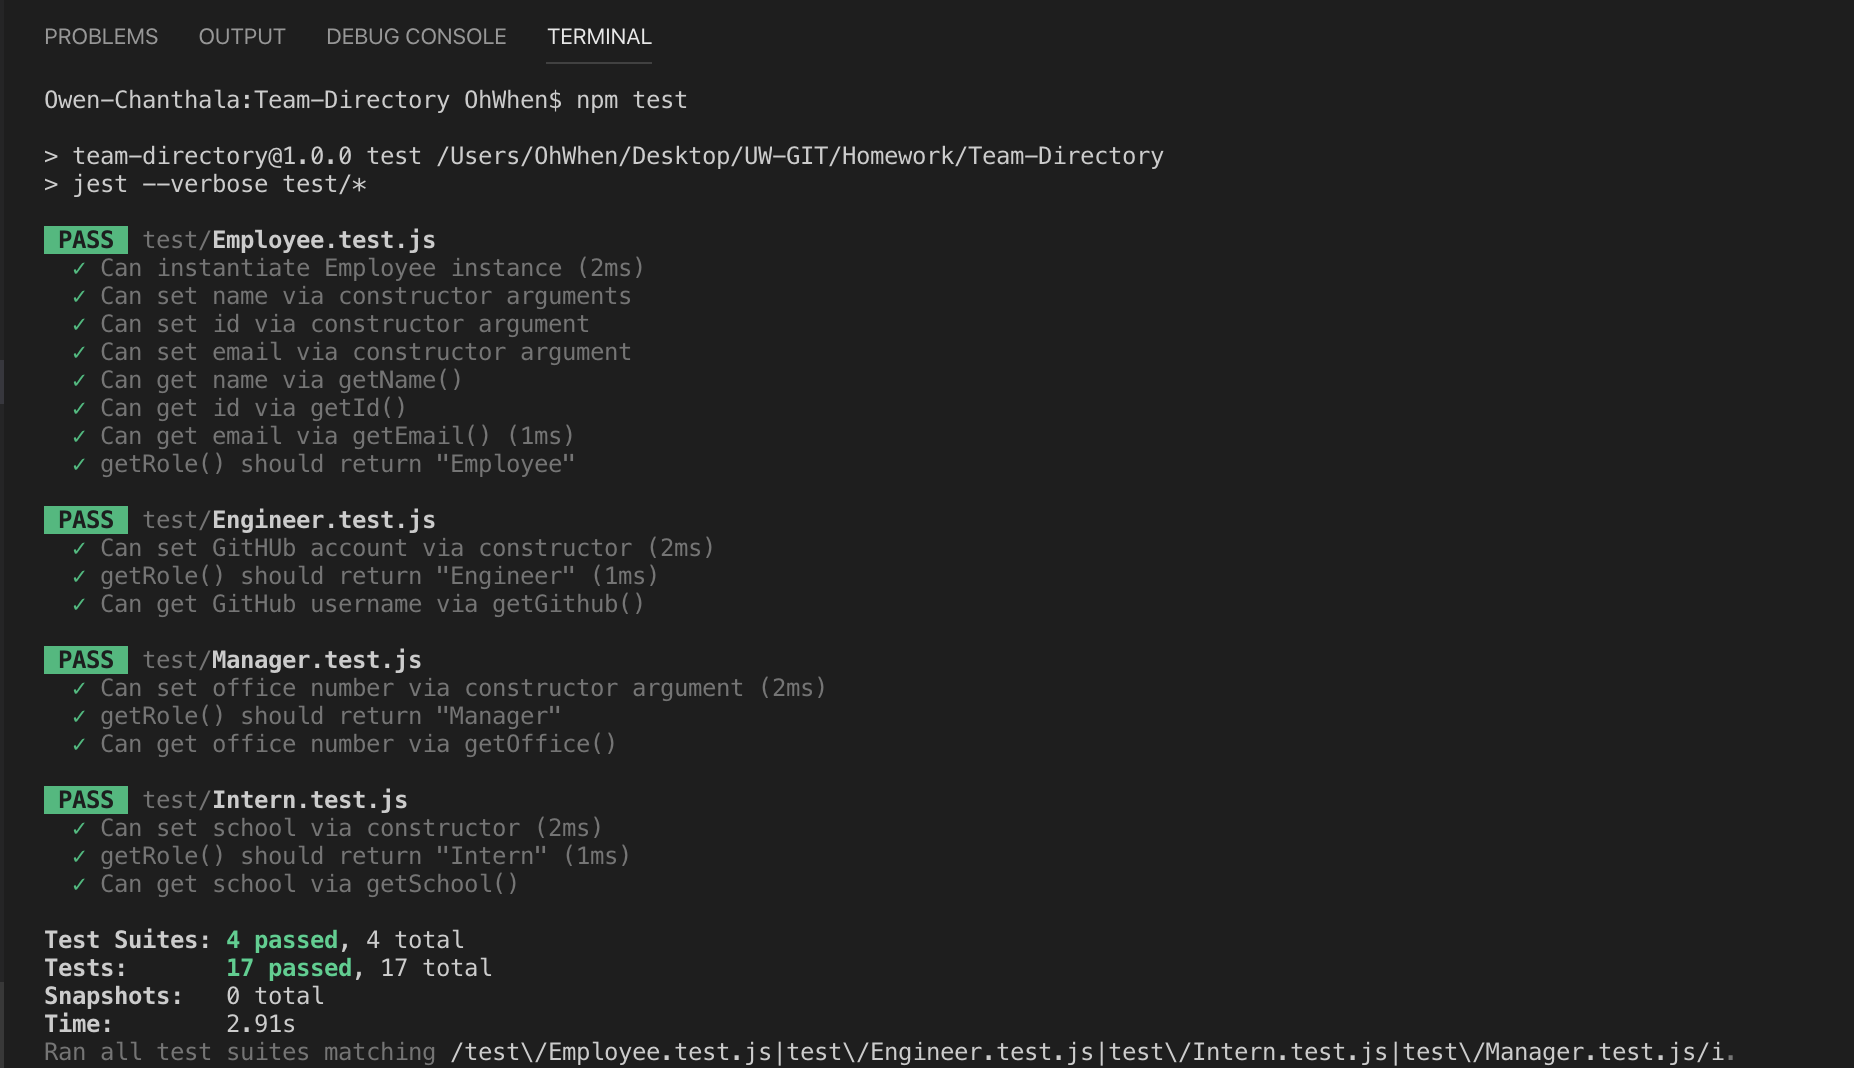 PROBLEMS OUTPUT DEBUG CONSOLE TERMINAL
Owen-Chanthala:Team-Directory OhWhen$ npm test
> team-directory@1.0.0 test /Users/OhWhen/Desktop/UW-GIT/Homework/Team-Directory
> jest --verbose test/*
PASS test/Employee.test.js
✓ Can instantiate Employee instance (2ms)
✓ Can set name via constructor arguments
✓ Can set id via constructor argument
✓ Can set email via constructor argument
✓ Can get name via getName()
✓ Can get id via getId()
✓ Can get email via getEmail() (1ms)
✓ getRole() should return "Employee"
PASS test/Engineer.test.js
✓ Can set GitHUb account via constructor (2ms)
✓ getRole() should return "Engineer" (1ms)
✓ Can get GitHub username via getGithub()
PASS test/Manager.test.js
✓ Can set office number via constructor argument (2ms)
✓ getRole() should return "Manager"
✓ Can get office number via getOffice()
PASS test/Intern.test.js
✓ Can set school via constructor (2ms)
✓ getRole() should return "Intern" (1ms)
✓ Can get school via getSchool()
Test Suites: 4 passed, 4 total
Tests: 17 passed, 17 total
Snapshots: 0 total
Time: 2.91s
Ran all test suites matching /test\/Employee.test.js|test\/Engineer.test.js|test\/Intern.test.js|test\/Manager.test.js/i.